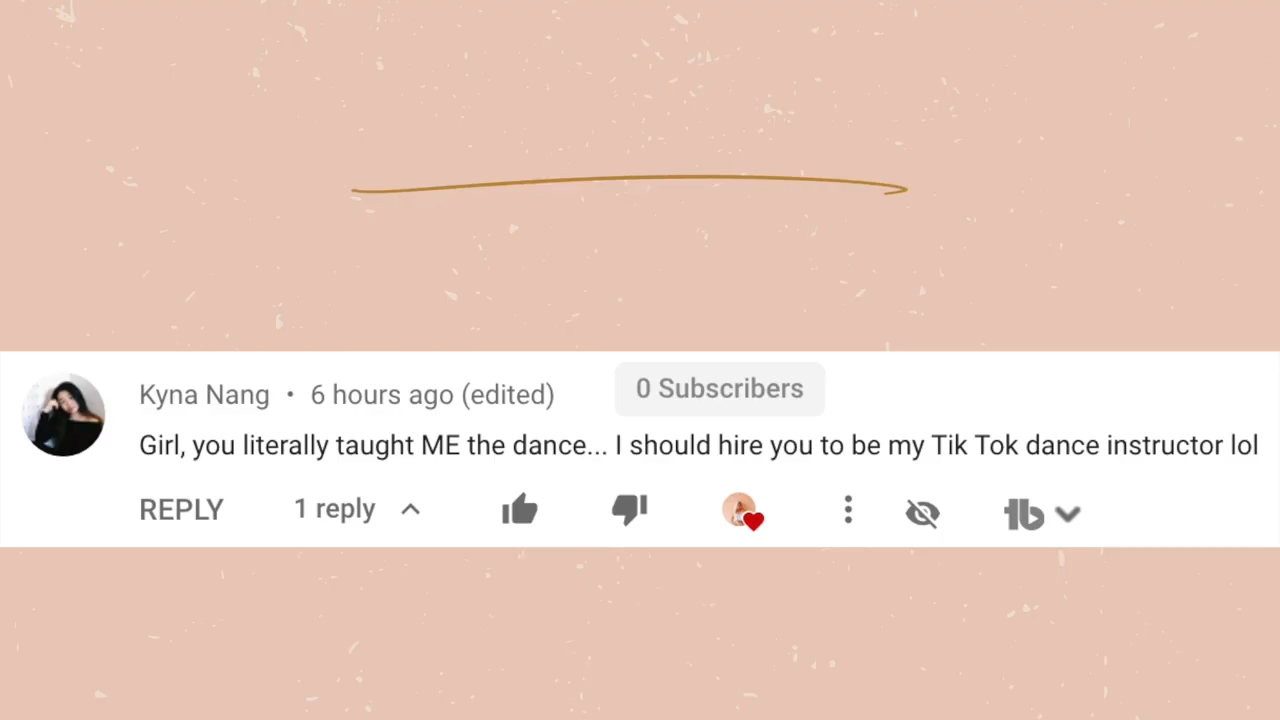 Kyna Nang • 6 hours ago (edited) 0 Subscribers
Girl, you literally taught ME the dance... I should hire you to be my Tik Tok dance instructor lol
REPLY 1 reply